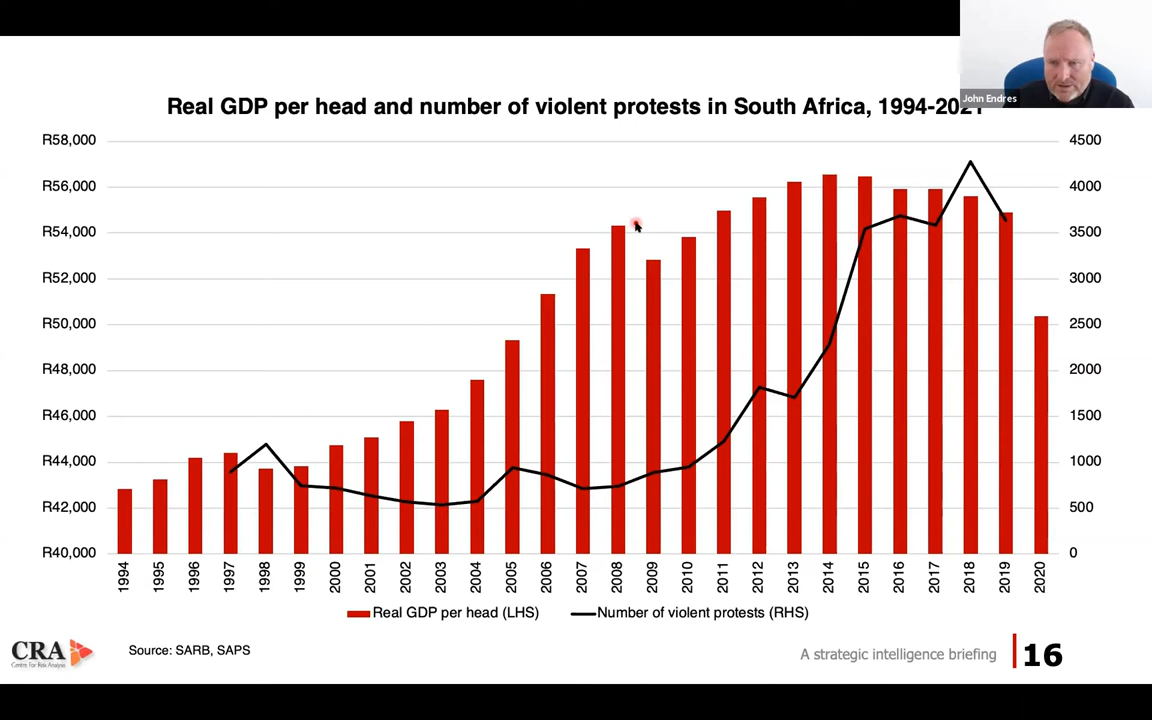 John Endres
Real GDP per head and number of violent protests in South Africa, 1994-2021
R58,000
R56,000
R54,000
R52,000
R50,000
R48,000
R46,000
R44,000
R42,000
R40,000
4500
4000
3500
3000
2500
2000
1500
1000
500
0
1994 1995 1996 1997 1998 1999 2000 2001 2002 2003 2004 2005 2006 2007 2008 2009 2010 2011 2012 2013 2014 2015 2016 2017 2018 2019 2020
Real GDP per head (LHS) Number of violent protests (RHS)
CRA
Centre For Risk Analysis
Source: SARB, SAPS
A strategic intelligence briefing 16